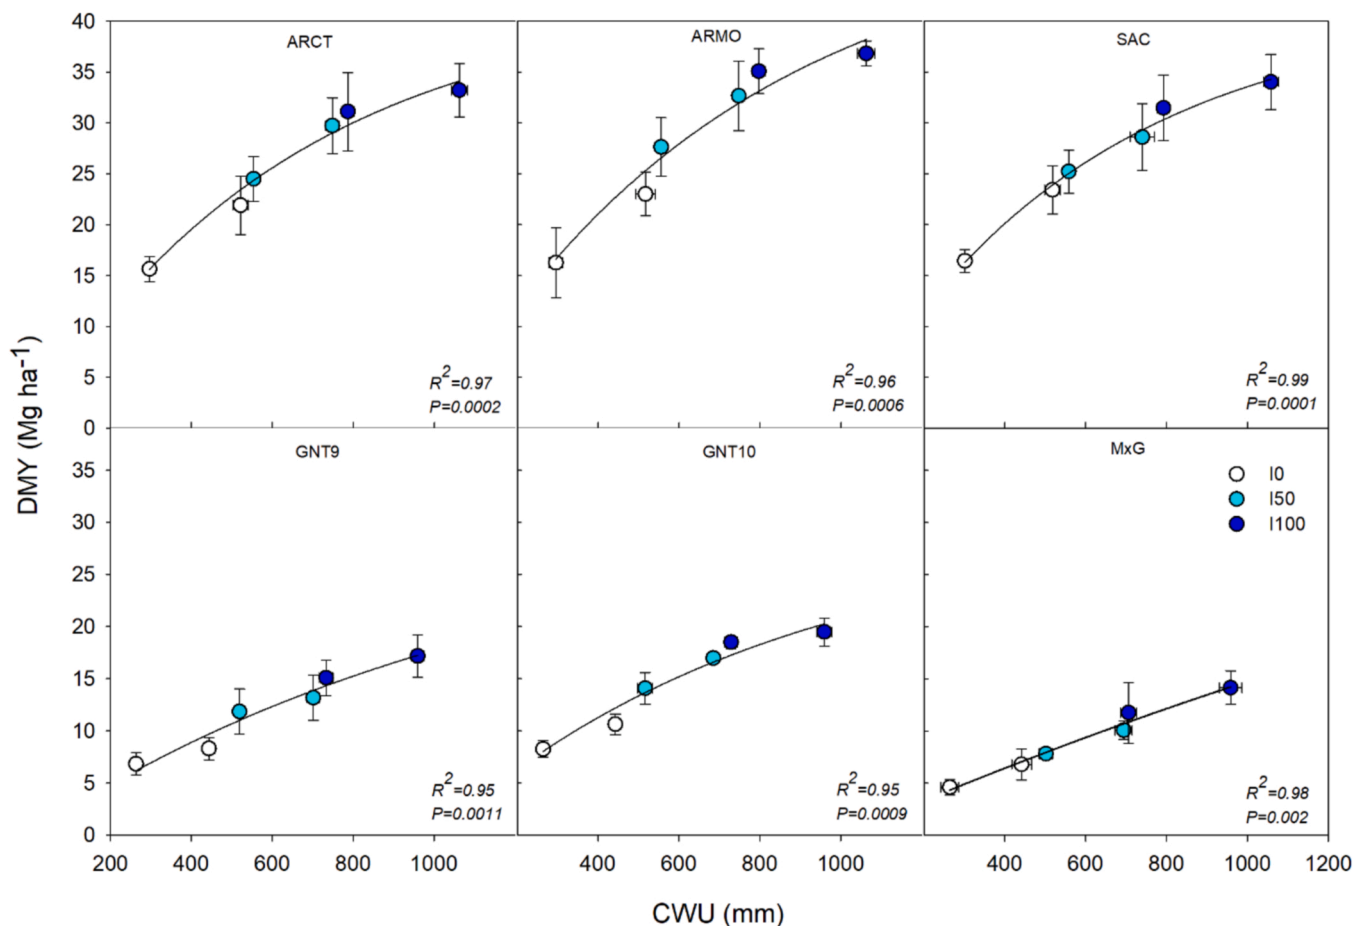 DMY (Mg ha⁻¹)
40
35
30
25
20
15
10
5
0
ARCT
R²=0.97
P=0.0002
ARMO
R²=0.96
P=0.0006
SAC
R²=0.99
P=0.0001
35
30
25
20
15
10
5
0
GNT9
R²=0.95
P=0.0011
GNT10
R²=0.95
P=0.0009
MxG
I0
I50
I100
R²=0.98
P=0.002
200 400 600 800 1000 400 600 800 1000 400 600 800 1000 1200
CWU (mm)